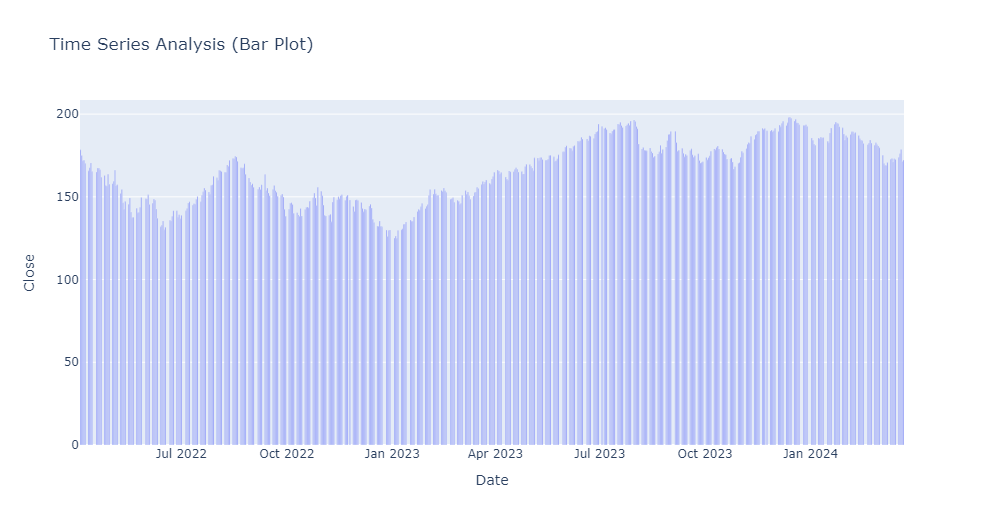 Time Series Analysis (Bar Plot)
200
150
100
50
0
Close
Jul 2022
Oct 2022
Jan 2023
Apr 2023
Jul 2023
Oct 2023
Jan 2024
Date